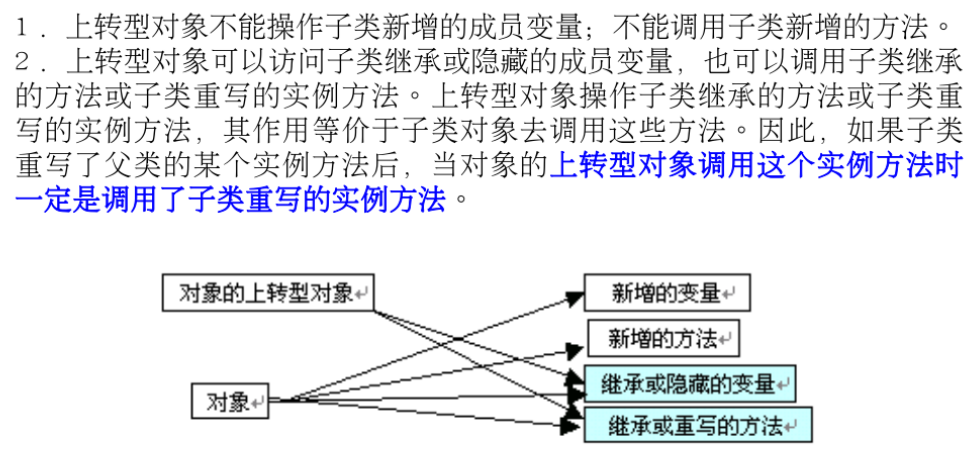 1．上转型对象不能操作子类新增的成员变量；不能调用子类新增的方法。
2．上转型对象可以访问子类继承或隐藏的成员变量，也可以调用子类继承
的方法或子类重写的实例方法。上转型对象操作子类继承的方法或子类重
写的实例方法，其作用等价于子类对象去调用这些方法。因此，如果子类
重写了父类的某个实例方法后，当对象的上转型对象调用这个实例方法时
一定是调用了子类重写的实例方法。
对象的上转型对象↵
新增的变量↵
新增的方法↵
继承或隐藏的变量↵
对象↵
继承或重写的方法↵